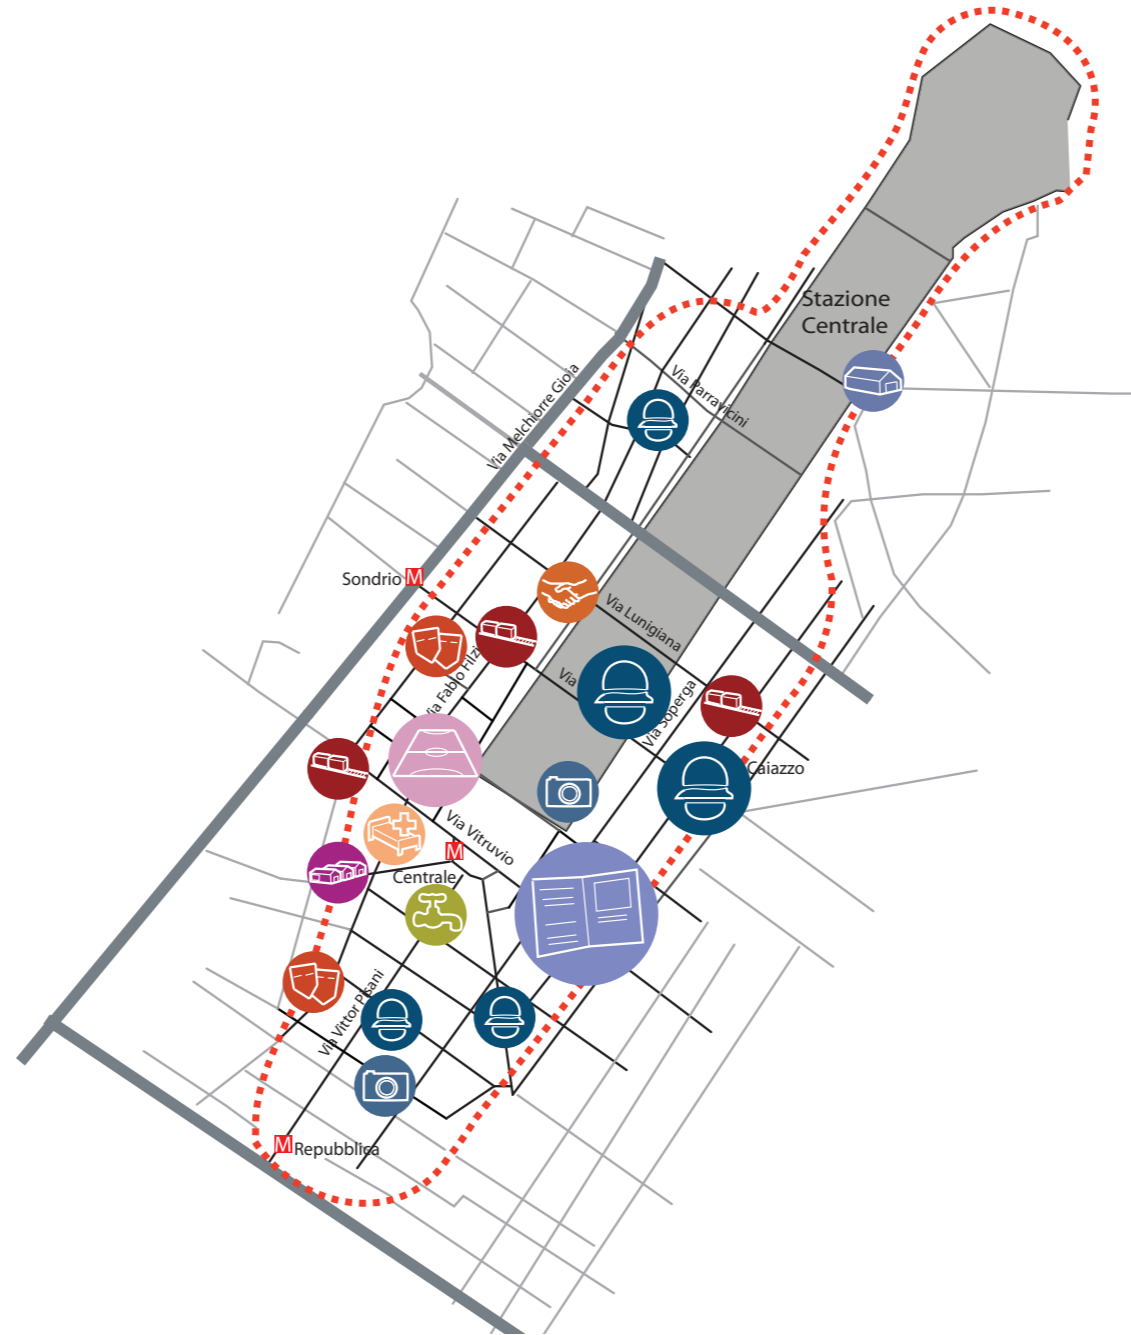 Stazione
Centrale
Via Melchiorre Gioia
Via Parravicini
Sondrio M
Via Lunigiana
Via Fabio Filzi
Via
Via Soperga
Caiazzo
Via Vitruvio
M
Centrale
Via Vittor Pisani
M Repubblica